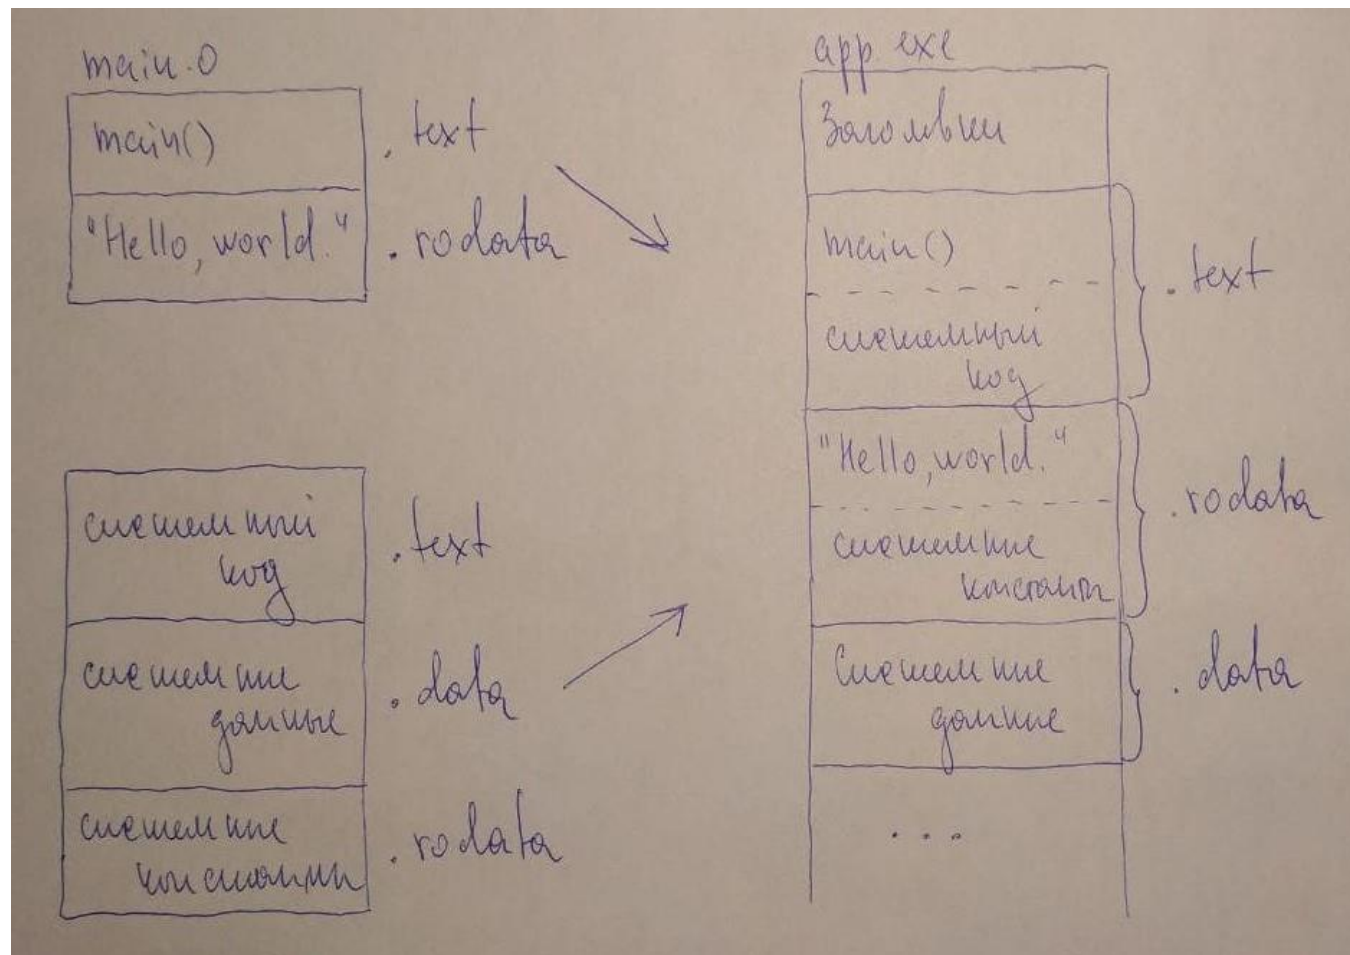 main.o
main()
.text
"Hello, world."
.rodata
системный
код
.text
системные
данные
.data
системные
константы
.rodata
app.exe
Заголовки
main()
системный
код
.text
"Hello, world."
системные
константы
.rodata
Системные
данные
.data
...